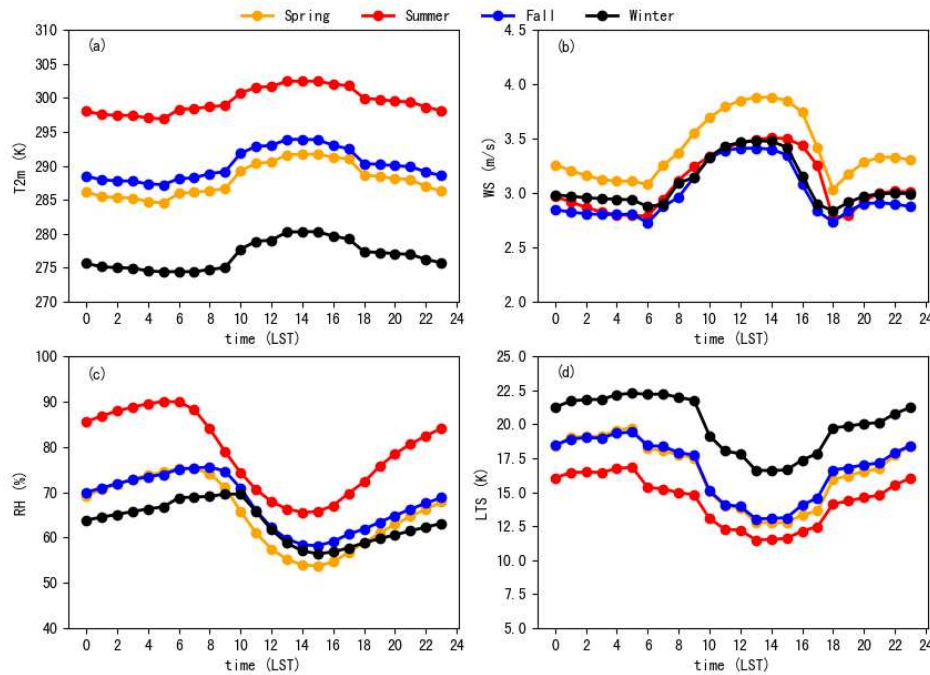 Spring Summer Fall Winter
(a)
310
305
300
295
290
285
280
275
270
T2m (K)
0 2 4 6 8 10 12 14 16 18 20 22 24
time (LST)
(b)
4.5
4.0
3.5
3.0
2.5
2.0
WS (m/s)
0 2 4 6 8 10 12 14 16 18 20 22 24
time (LST)
(c)
100
90
80
70
60
50
40
RH (%)
0 2 4 6 8 10 12 14 16 18 20 22 24
time (LST)
(d)
25.0
22.5
20.0
17.5
15.0
12.5
10.0
7.5
5.0
LTS (K)
0 2 4 6 8 10 12 14 16 18 20 22 24
time (LST)